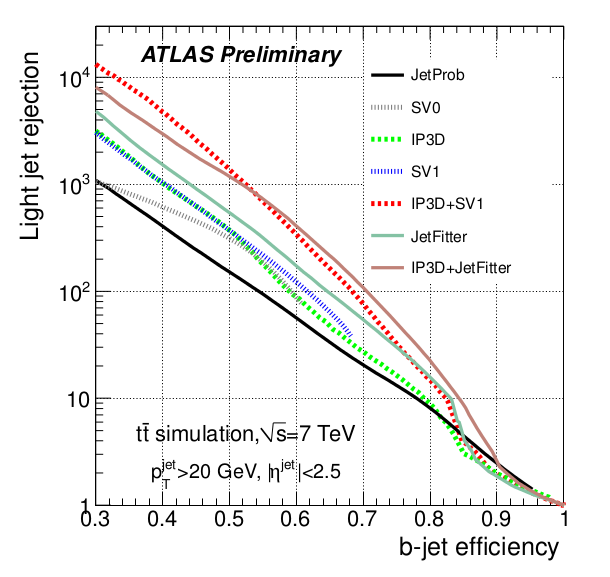 ATLAS Preliminary
Light jet rejection
10⁴
10³
10²
10
1
JetProb
SV0
IP3D
SV1
IP3D+SV1
JetFitter
IP3D+JetFitter
tt̄ simulation,√s=7 TeV
p_T^jet>20 GeV, |η^jet|<2.5
0.3 0.4 0.5 0.6 0.7 0.8 0.9 1
b-jet efficiency